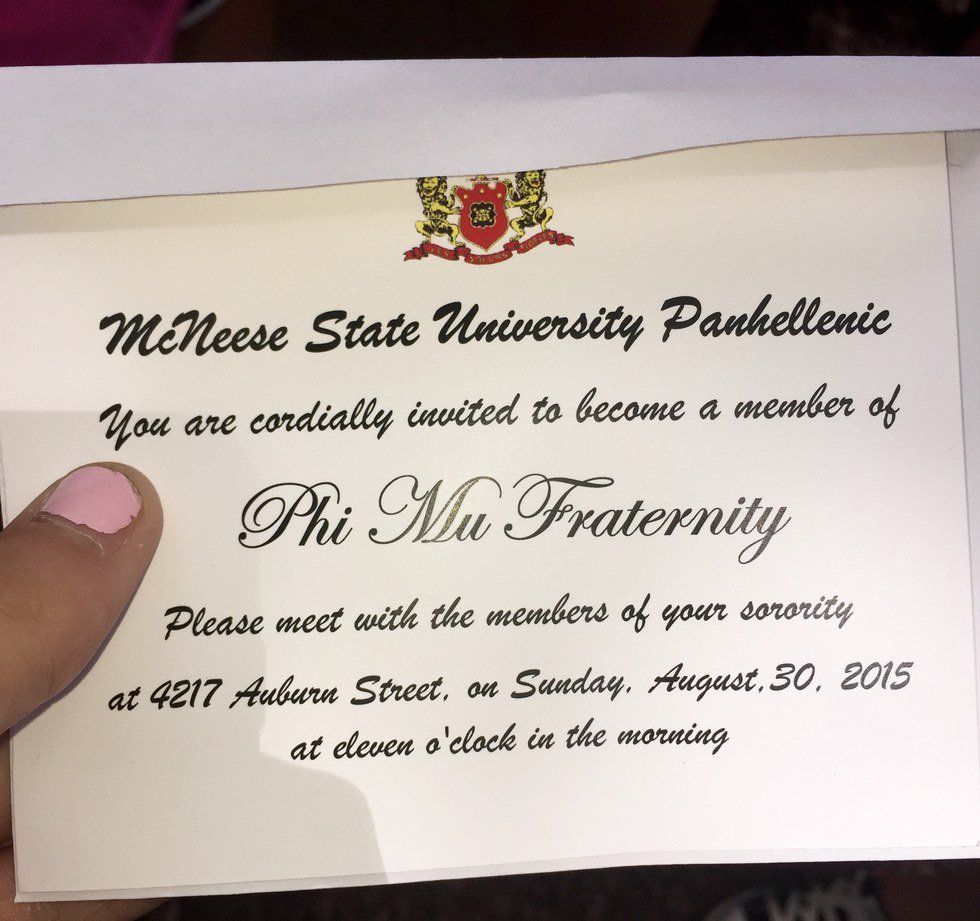 McNeese State University Panhellenic
You are cordially invited to become a member of
Phi Mu Fraternity
Please meet with the members of your sorority
at 4217 Auburn Street, on Sunday, August,30, 2015
at eleven o'clock in the morning